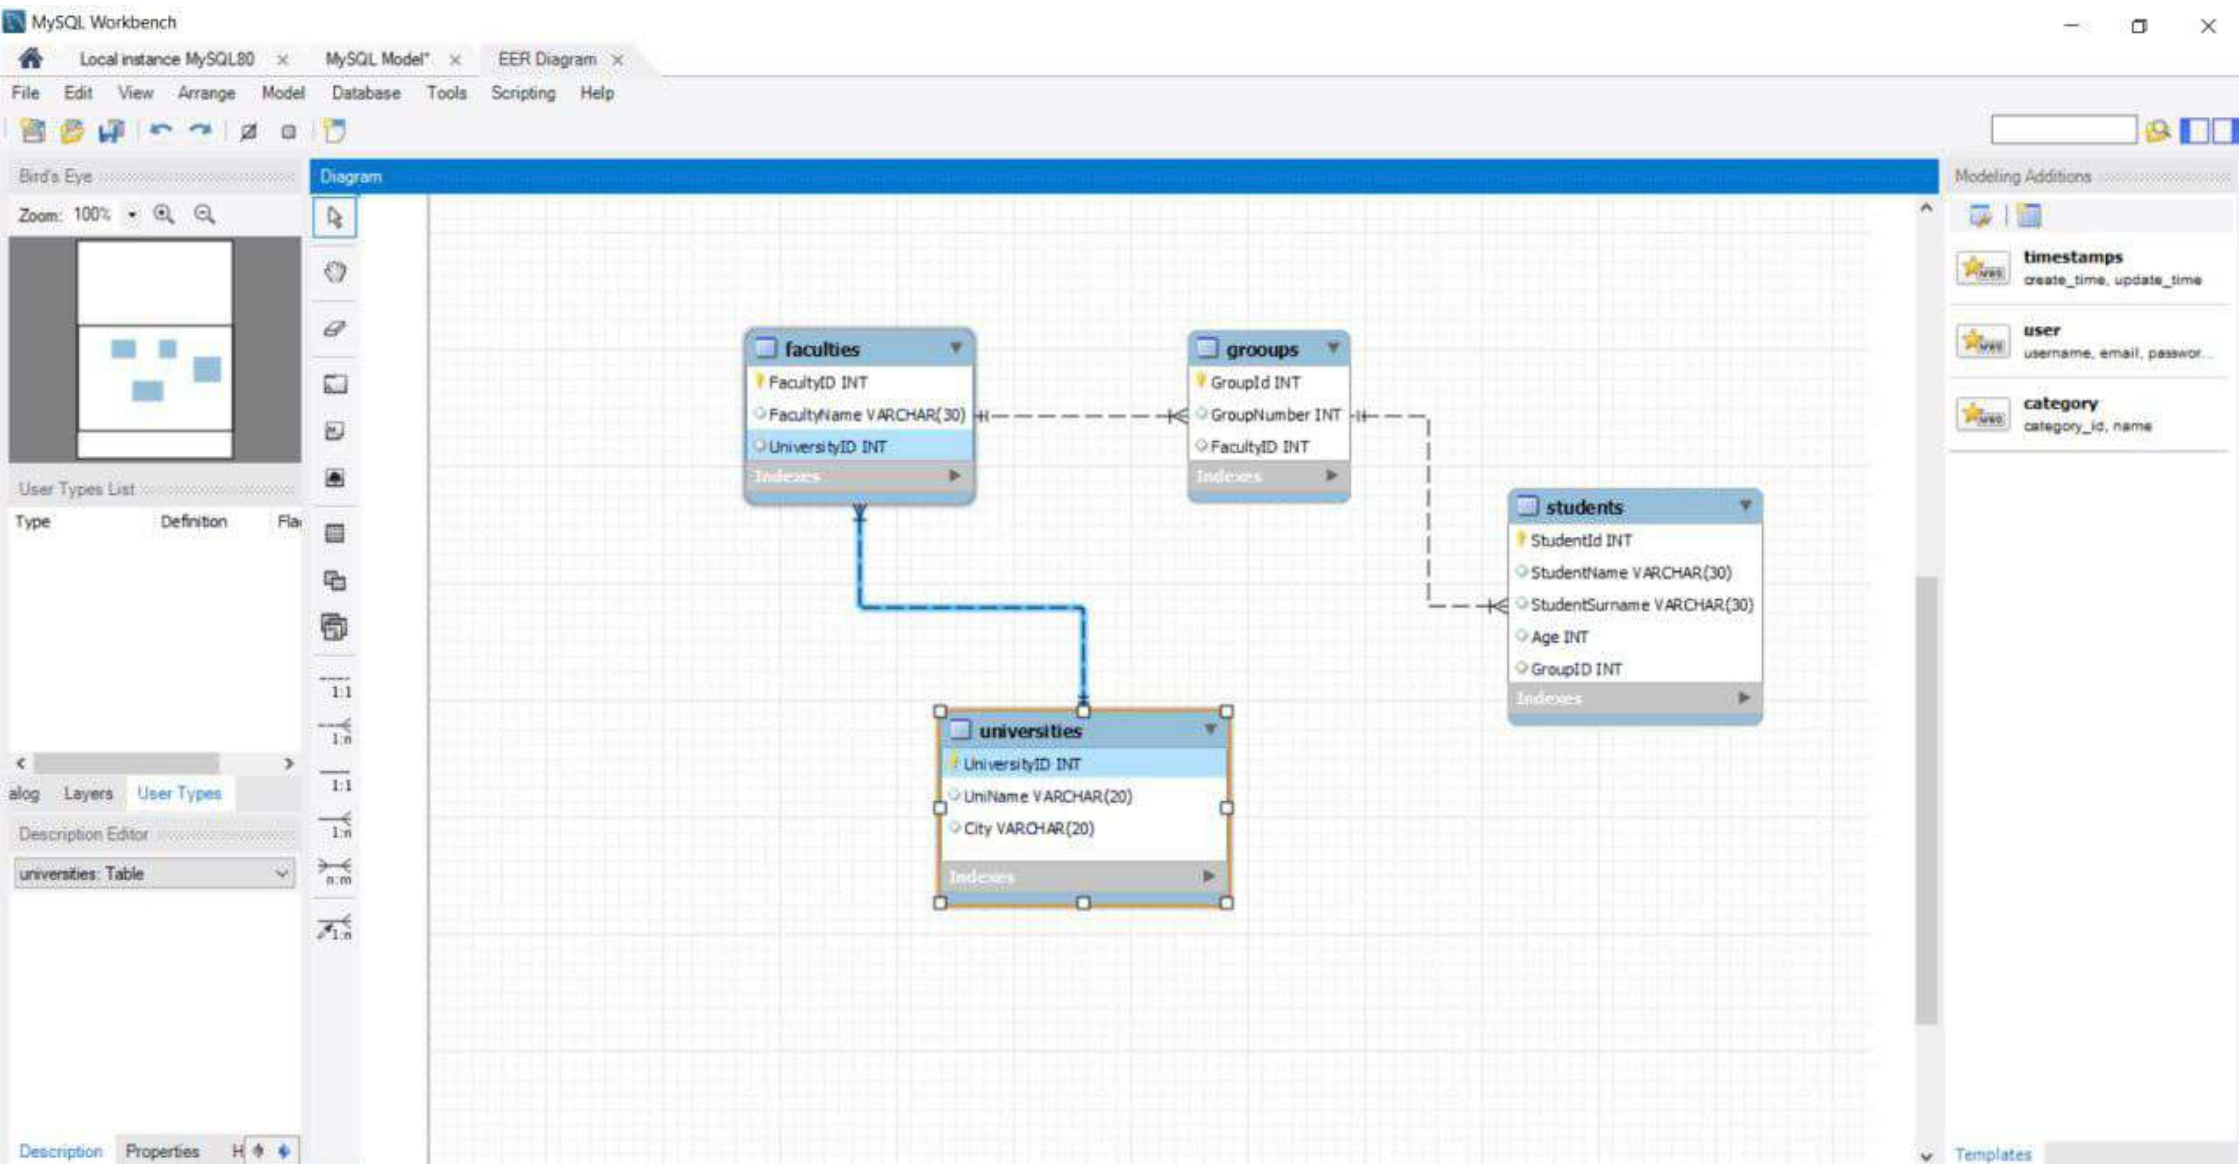 MySQL Workbench
Local instance MySQL80
MySQL Model*
EER Diagram
File Edit View Arrange Model Database Tools Scripting Help
Bird's Eye
Zoom: 100%
User Types List
Type Definition Fla
alog Layers User Types
Description Editor
universities: Table
Description Properties H
Diagram
1:1
1:n
1:1
1:n
n:m
1:n
faculties
FacultyID INT
FacultyName VARCHAR(30)
UniversityID INT
Indexes
grooups
GroupId INT
GroupNumber INT
FacultyID INT
Indexes
students
StudentId INT
StudentName VARCHAR(30)
StudentSurname VARCHAR(30)
Age INT
GroupID INT
Indexes
universities
UniversityID INT
UniName VARCHAR(20)
City VARCHAR(20)
Indexes
Modeling Additions
timestamps
create_time, update_time
user
username, email, passwor...
category
category_id, name
Templates